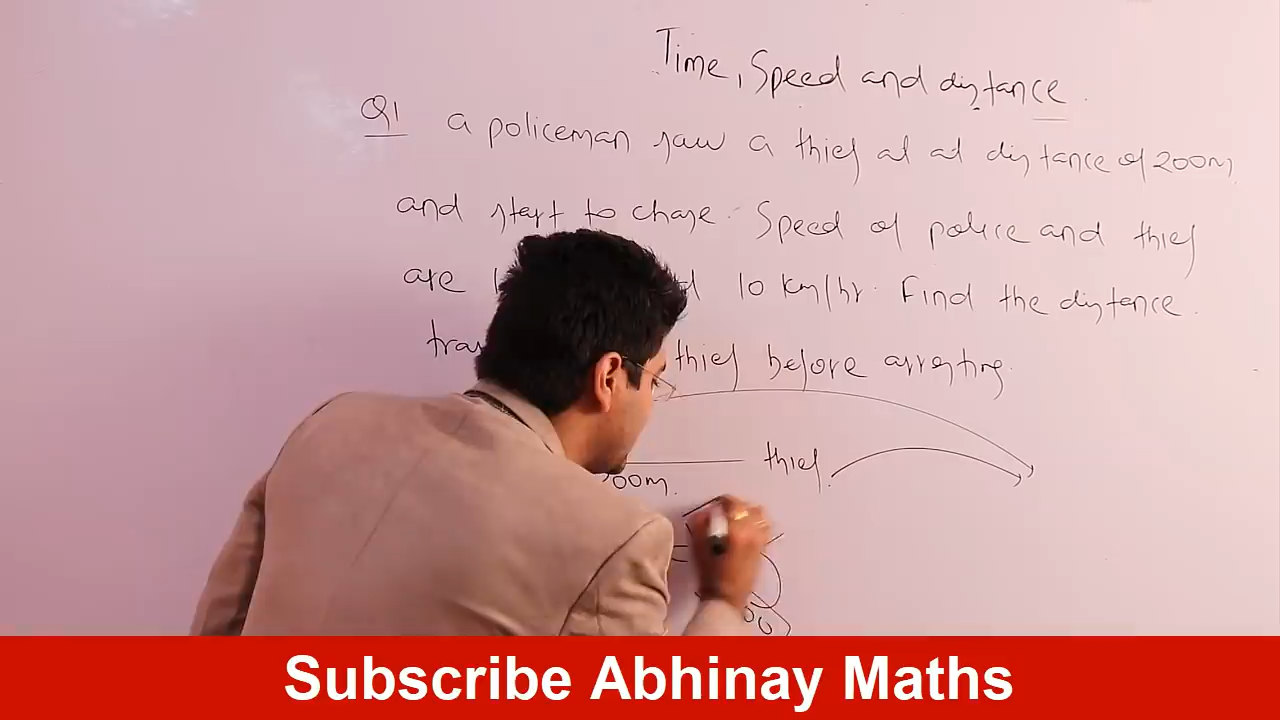 Time, Speed and distance.
Q1 a policeman saw a thief at at distance of 200m
and start to chase. Speed of police and thief
are 10 Km/hr. Find the distance.
thief before arresting.
thief.
200m.
Subscribe Abhinay Maths